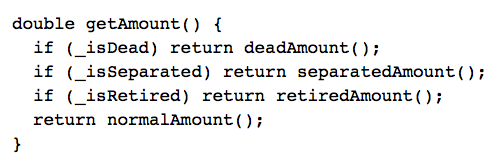 double getAmount() {
  if (_isDead) return deadAmount();
  if (_isSeparated) return separatedAmount();
  if (_isRetired) return retiredAmount();
  return normalAmount();
}